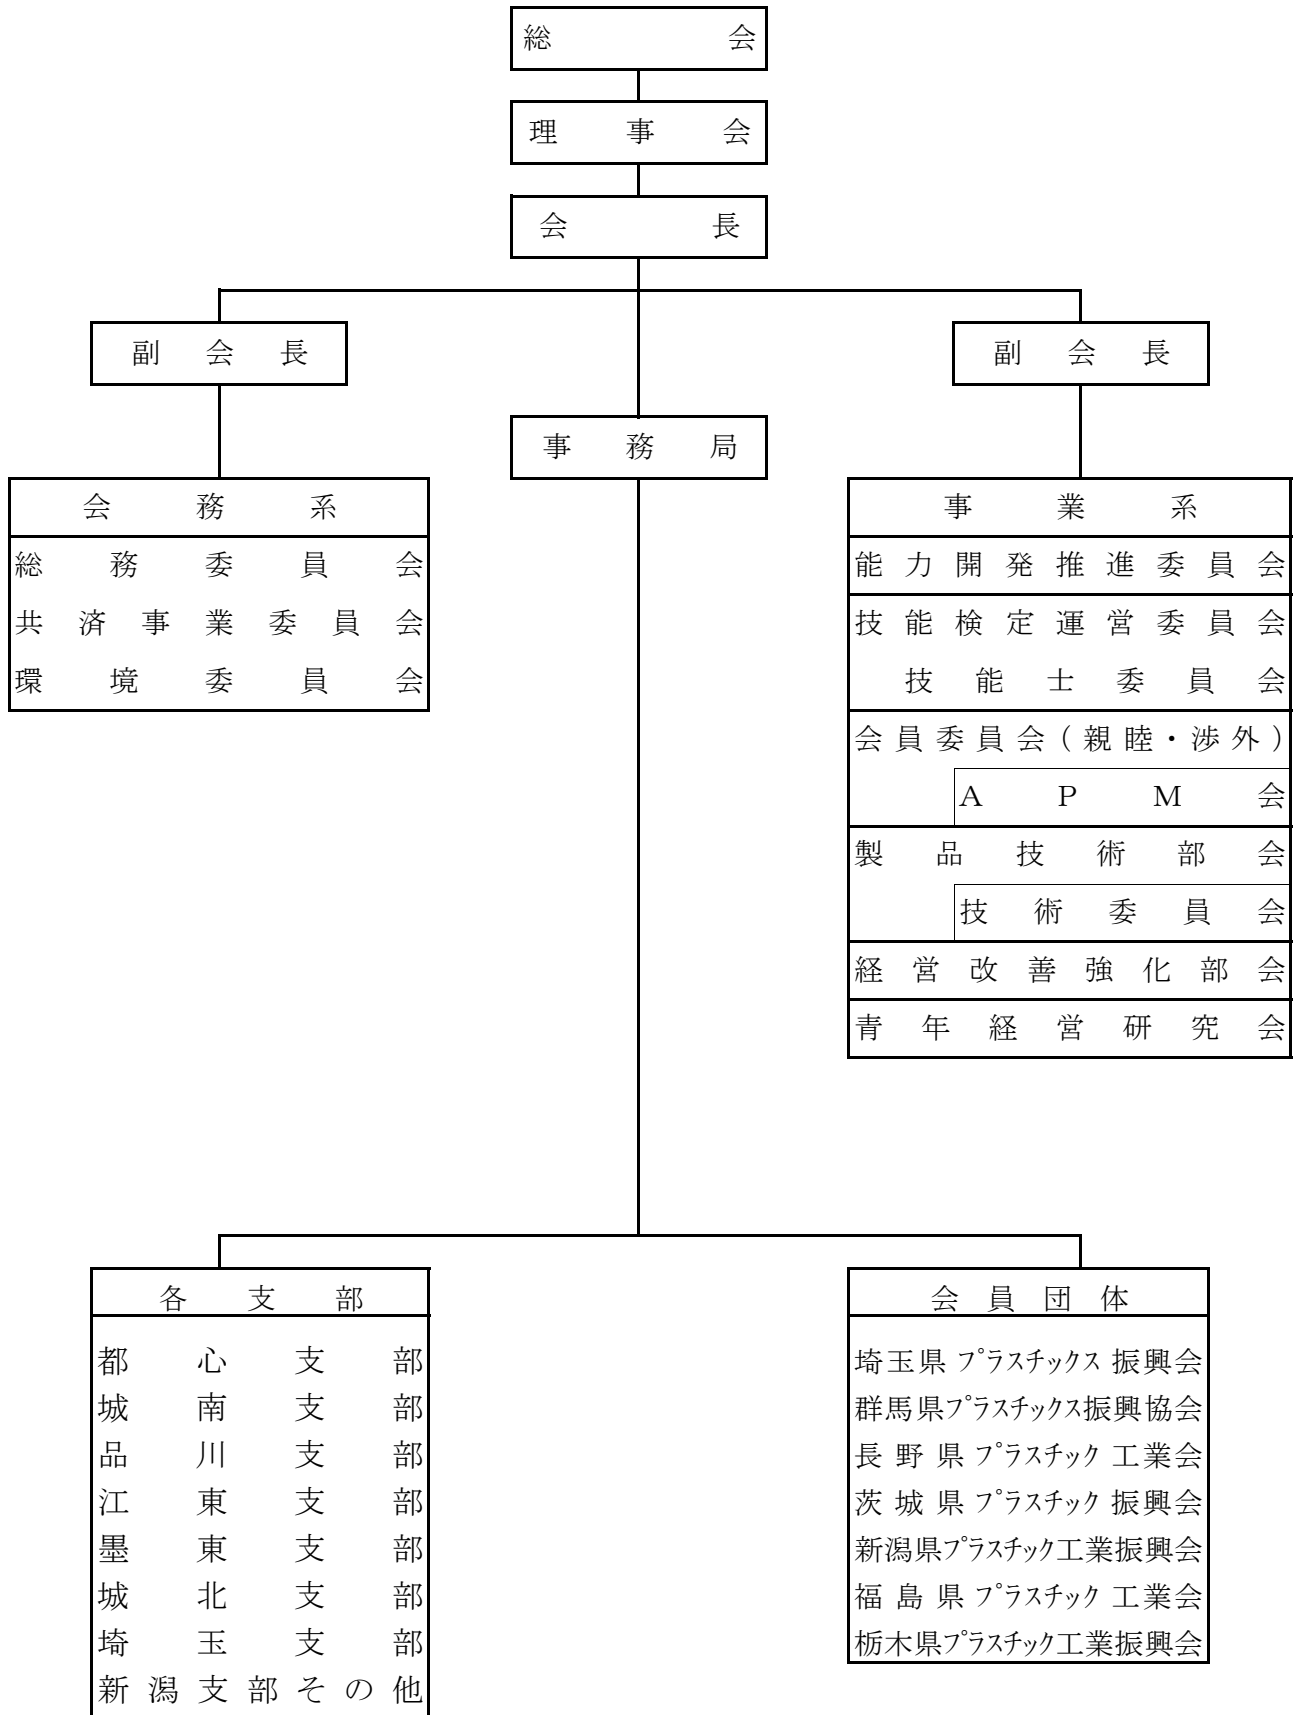 総会
理事会
会長
副会長
副会長
事務局
会務系
総務委員会
共済事業委員会
環境委員会
事業系
能力開発推進委員会
技能検定運営委員会
技能士委員会
会員委員会(親睦・渉外)
APM会
製品技術部会
技術委員会
経営改善強化部会
青年経営研究会
各支部
都心支部
城南支部
品川支部
江東支部
墨東支部
城北支部
埼玉支部
新潟支部その他
会員団体
埼玉県プラスチックス振興会
群馬県プラスチックス振興協会
長野県プラスチック工業会
茨城県プラスチック振興会
新潟県プラスチック工業振興会
福島県プラスチック工業会
栃木県プラスチック工業振興会